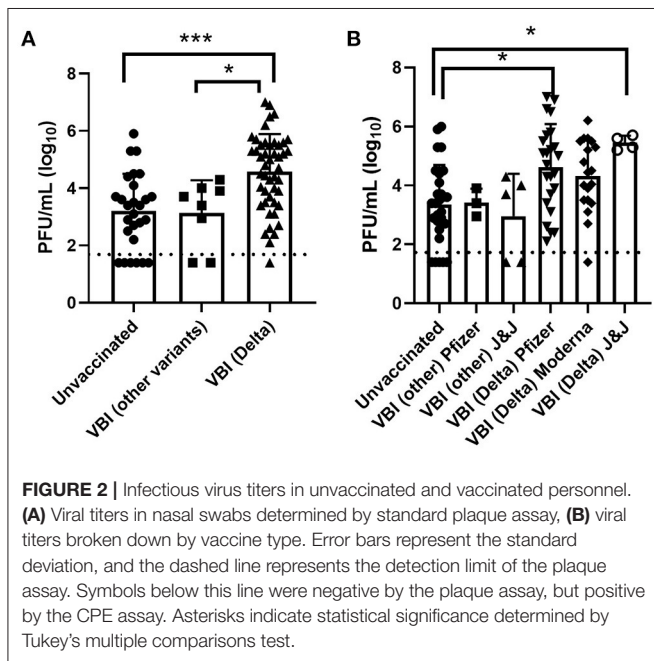 A
***
*
PFU/mL (log10)
8
6
4
2
0
Unvaccinated
VBI (other variants)
VBI (Delta)
B
*
*
PFU/mL (log10)
8
6
4
2
0
Unvaccinated
VBI (other) Pfizer
VBI (other) J&J
VBI (Delta) Pfizer
VBI (Delta) Moderna
VBI (Delta) J&J
FIGURE 2 | Infectious virus titers in unvaccinated and vaccinated personnel.
(A) Viral titers in nasal swabs determined by standard plaque assay, (B) viral
titers broken down by vaccine type. Error bars represent the standard
deviation, and the dashed line represents the detection limit of the plaque
assay. Symbols below this line were negative by the plaque assay, but positive
by the CPE assay. Asterisks indicate statistical significance determined by
Tukey's multiple comparisons test.